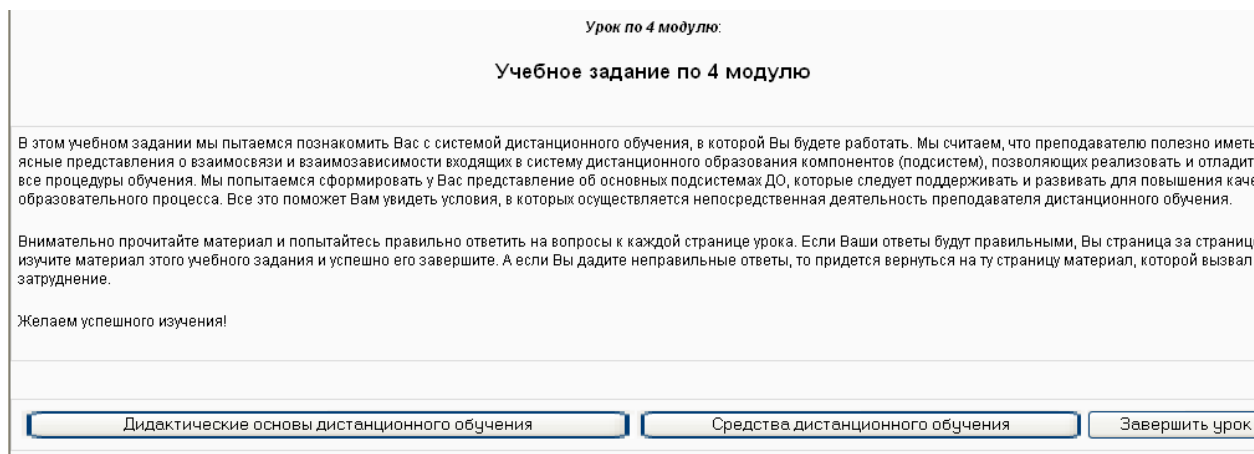 Урок по 4 модулю:
Учебное задание по 4 модулю
В этом учебном задании мы пытаемся познакомить Вас с системой дистанционного обучения, в которой Вы будете работать. Мы считаем, что преподавателю полезно иметь
ясные представления о взаимосвязи и взаимозависимости входящих в систему дистанционного образования компонентов (подсистем), позволяющих реализовать и отладит
все процедуры обучения. Мы попытаемся сформировать у Вас представление об основных подсистемах ДО, которые следует поддерживать и развивать для повышения каче
образовательного процесса. Все это поможет Вам увидеть условия, в которых осуществляется непосредственная деятельность преподавателя дистанционного обучения.
Внимательно прочитайте материал и попытайтесь правильно ответить на вопросы к каждой странице урока. Если Ваши ответы будут правильными, Вы страница за страниц
изучите материал этого учебного задания и успешно его завершите. А если Вы дадите неправильные ответы, то придется вернуться на ту страницу материал, которой вызвал
затруднение.
Желаем успешного изучения!
Дидактические основы дистанционного обучения Средства дистанционного обучения Завершить урок